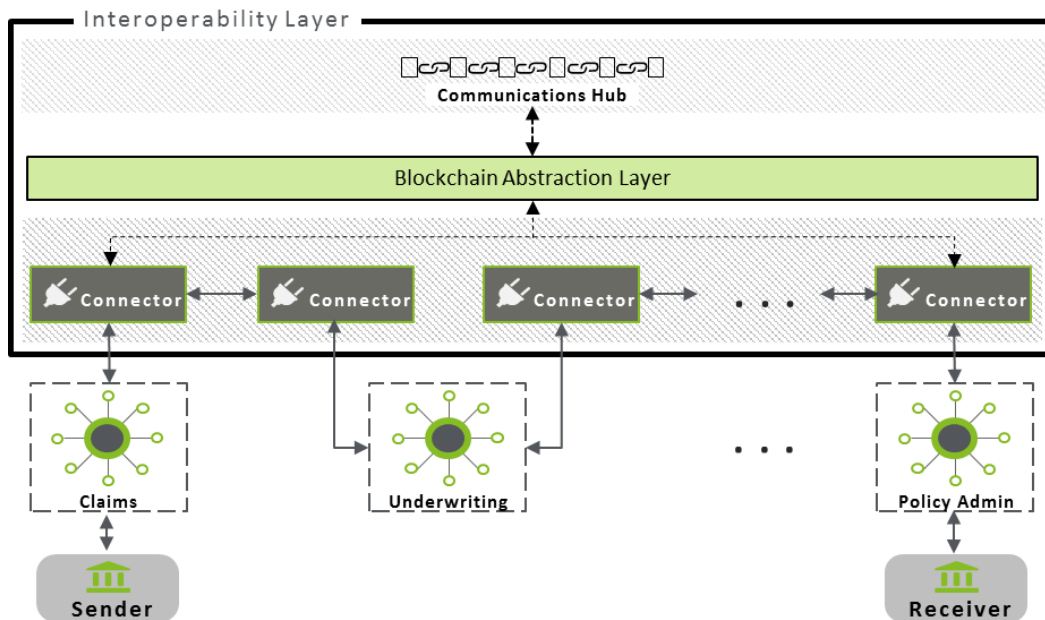 Interoperability Layer
Communications Hub
Blockchain Abstraction Layer
Connector
Connector
Connector
. . .
Connector
. . .
Claims
Underwriting
Policy Admin
Sender
Receiver